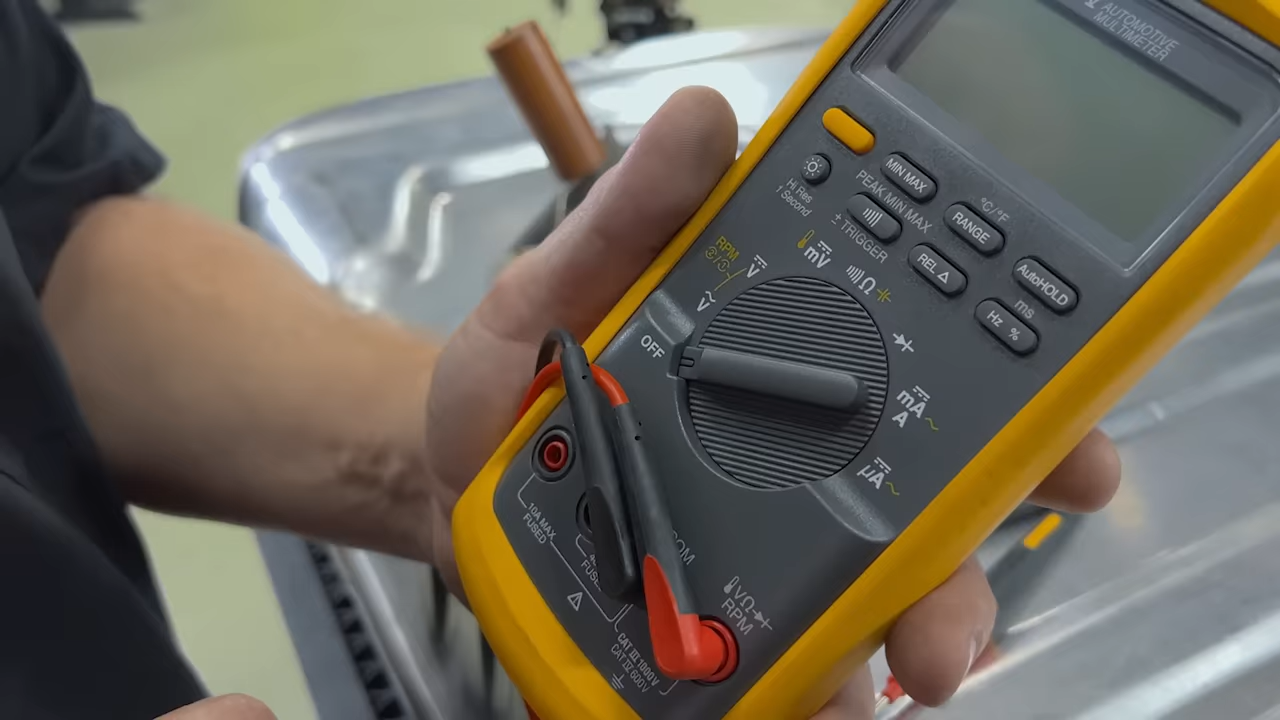 AUTOMOTIVE
MULTIMETER
MIN MAX
PEAK MIN MAX
°C/°F
RANGE
Hi Res
1 Second
± TRIGGER
REL Δ
AutoHOLD
ms
Hz %
RPM
V
mV
Ω
V
OFF
mA
A
µA
10A MAX
FUSED
VΩ
RPM
CAT III 1000V
CAT IV 600V